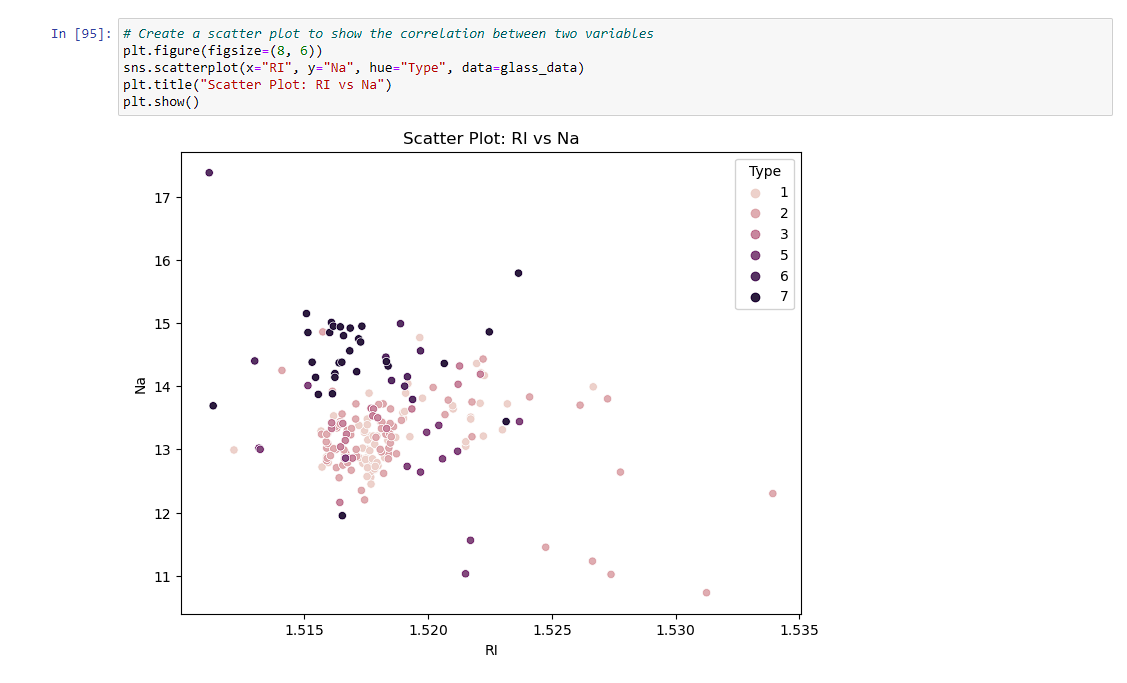 In [95]: # Create a scatter plot to show the correlation between two variables
plt.figure(figsize=(8, 6))
sns.scatterplot(x="RI", y="Na", hue="Type", data=glass_data)
plt.title("Scatter Plot: RI vs Na")
plt.show()
Scatter Plot: RI vs Na
Type
1
2
3
5
6
7
17
16
15
14
13
12
11
Na
1.515 1.520 1.525 1.530 1.535
RI